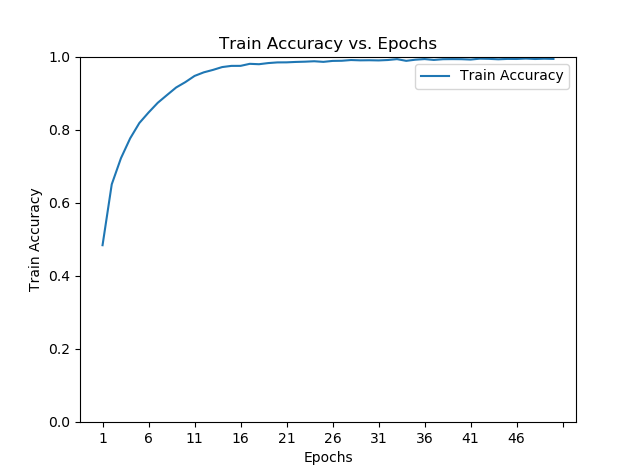 Train Accuracy vs. Epochs
1.0
Train Accuracy
0.8
0.6
Train Accuracy
0.4
0.2
0.0
1 6 11 16 21 26 31 36 41 46
Epochs